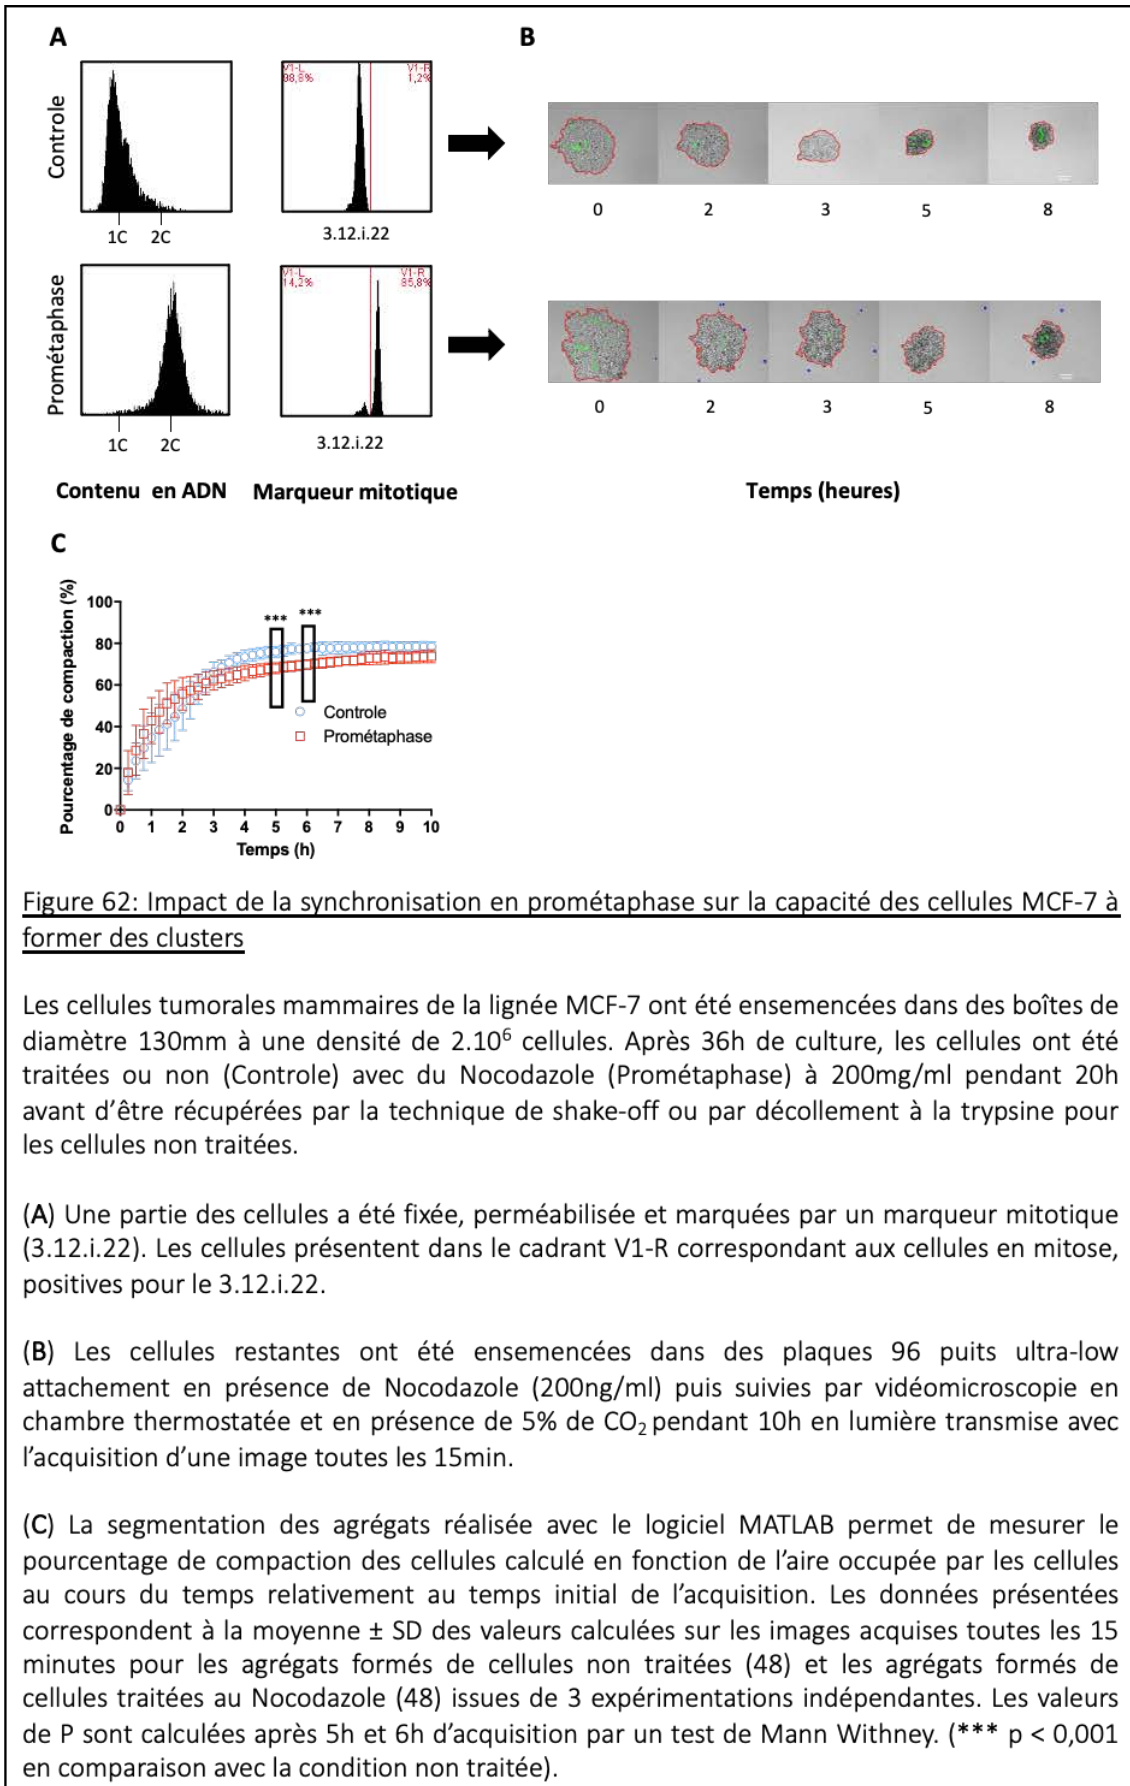 A
B
Controle
V1-L
98,8%
V1-R
1,2%
1C
2C
3.12.i.22
0
2
3
5
8
Prométaphase
V1-L
14,2%
V1-R
85,8%
1C
2C
3.12.i.22
0
2
3
5
8
Contenu en ADN
Marqueur mitotique
Temps (heures)
C
Pourcentage de compaction (%)
100
80
60
40
20
0
***
***
Controle
Prométaphase
0 1 2 3 4 5 6 7 8 9 10
Temps (h)
Figure 62: Impact de la synchronisation en prométaphase sur la capacité des cellules MCF-7 à
former des clusters
Les cellules tumorales mammaires de la lignée MCF-7 ont été ensemencées dans des boîtes de
diamètre 130mm à une densité de 2.10⁶ cellules. Après 36h de culture, les cellules ont été
traitées ou non (Controle) avec du Nocodazole (Prométaphase) à 200mg/ml pendant 20h
avant d’être récupérées par la technique de shake-off ou par décollement à la trypsine pour
les cellules non traitées.
(A) Une partie des cellules a été fixée, perméabilisée et marquées par un marqueur mitotique
(3.12.i.22). Les cellules présentent dans le cadrant V1-R correspondant aux cellules en mitose,
positives pour le 3.12.i.22.
(B) Les cellules restantes ont été ensemencées dans des plaques 96 puits ultra-low
attachement en présence de Nocodazole (200ng/ml) puis suivies par vidéomicroscopie en
chambre thermostatée et en présence de 5% de CO₂ pendant 10h en lumière transmise avec
l’acquisition d’une image toutes les 15min.
(C) La segmentation des agrégats réalisée avec le logiciel MATLAB permet de mesurer le
pourcentage de compaction des cellules calculé en fonction de l’aire occupée par les cellules
au cours du temps relativement au temps initial de l’acquisition. Les données présentées
correspondent à la moyenne ± SD des valeurs calculées sur les images acquises toutes les 15
minutes pour les agrégats formés de cellules non traitées (48) et les agrégats formés de
cellules traitées au Nocodazole (48) issues de 3 expérimentations indépendantes. Les valeurs
de P sont calculées après 5h et 6h d’acquisition par un test de Mann Withney. (*** p < 0,001
en comparaison avec la condition non traitée).